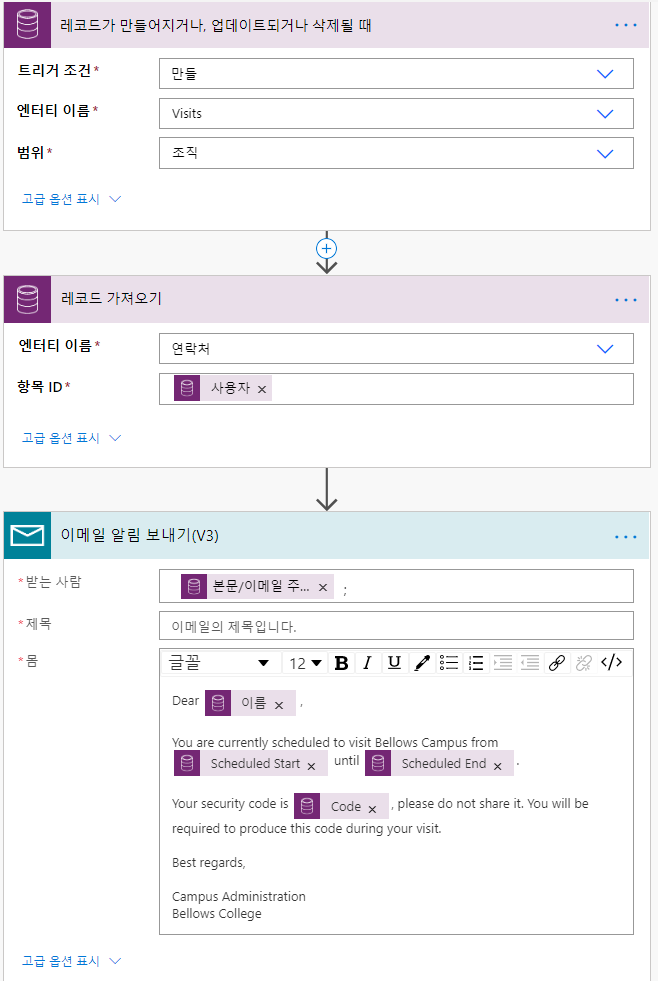 레코드가 만들어지거나, 업데이트되거나 삭제될 때
트리거 조건*
만들
엔터티 이름*
Visits
범위*
조직
고급 옵션 표시
레코드 가져오기
엔터티 이름*
연락처
항목 ID*
사용자 ×
고급 옵션 표시
이메일 알림 보내기(V3)
*받는 사람
본문/이메일 주... × ;
*제목
이메일의 제목입니다.
*몸
글꼴 12 B I U </>
Dear 이름 × ,
You are currently scheduled to visit Bellows Campus from
Scheduled Start × until Scheduled End × .
Your security code is Code × , please do not share it. You will be
required to produce this code during your visit.
Best regards,
Campus Administration
Bellows College
고급 옵션 표시